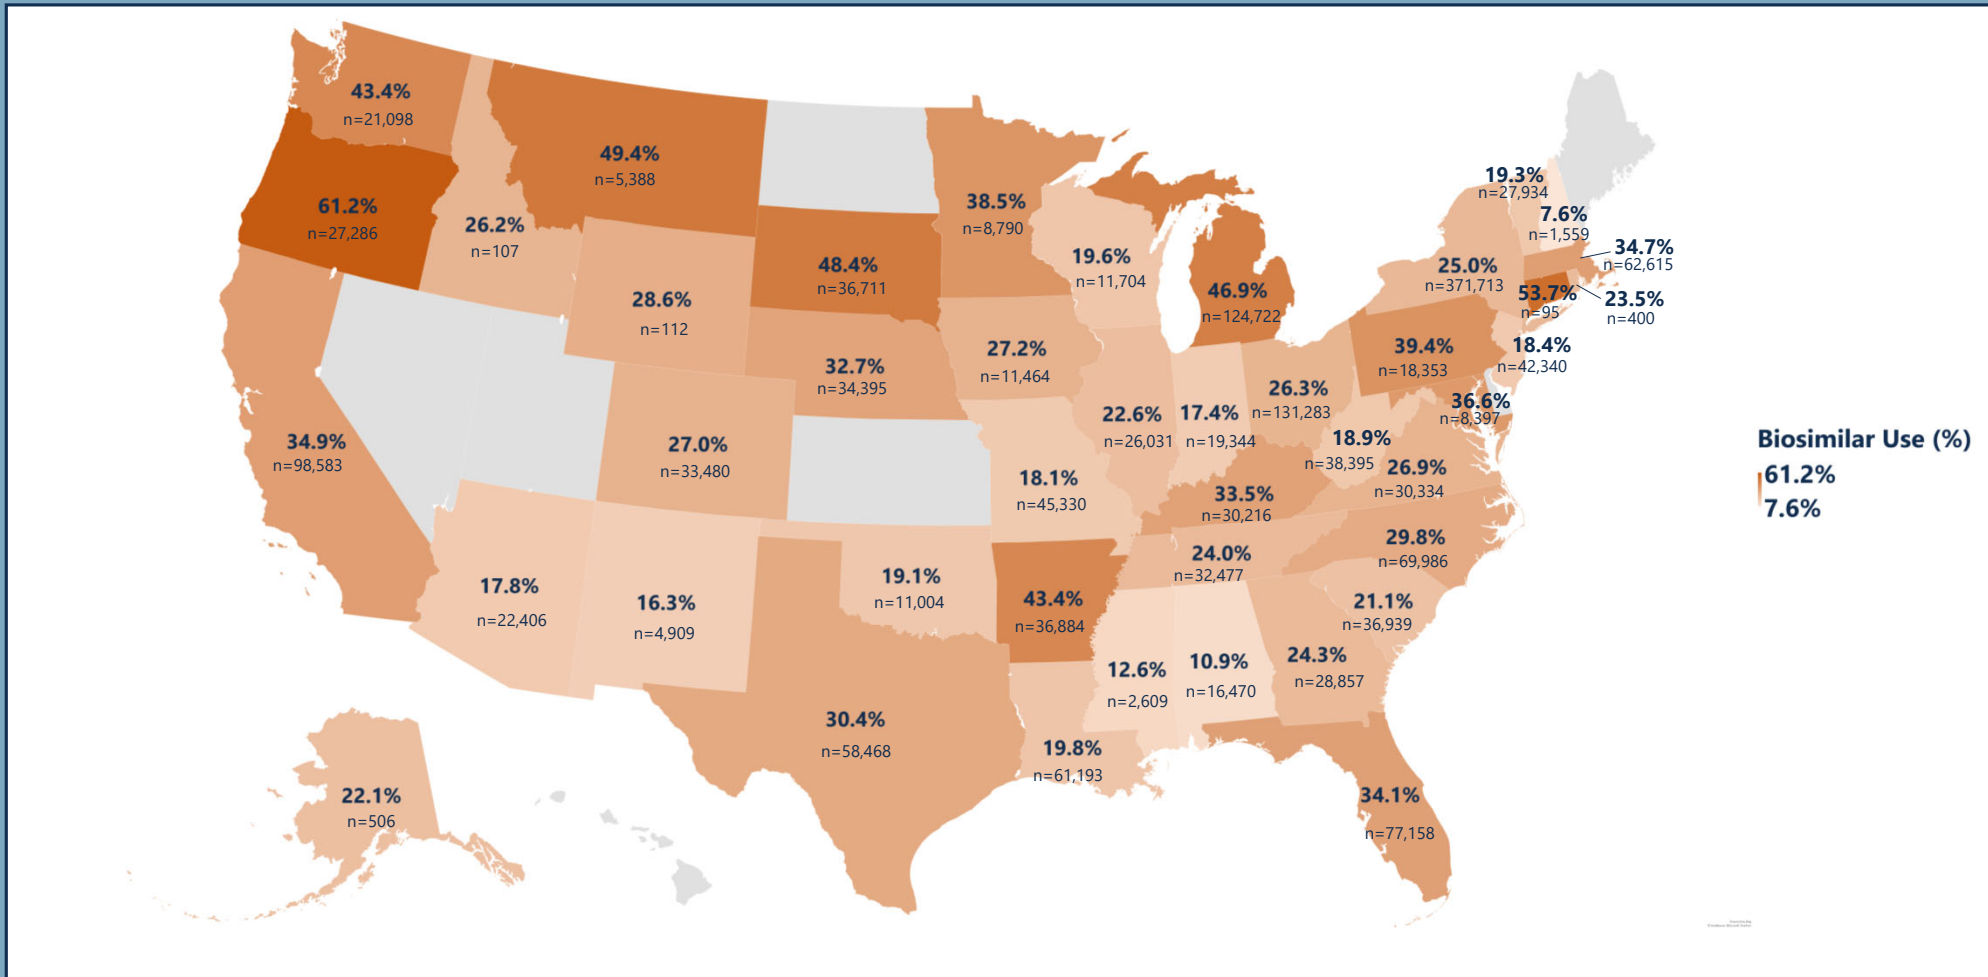 43.4%
n=21,098
49.4%
n=5,388
61.2%
n=27,286
26.2%
n=107
38.5%
n=8,790
19.3%
n=27,934
7.6%
n=1,559
34.7%
n=62,615
48.4%
n=36,711
19.6%
n=11,704
28.6%
n=112
46.9%
n=124,722
25.0%
n=371,713
53.7%
n=95
23.5%
n=400
32.7%
n=34,395
27.2%
n=11,464
39.4%
n=18,353
18.4%
n=42,340
34.9%
n=98,583
27.0%
n=33,480
22.6%
n=26,031
17.4%
n=19,344
26.3%
n=131,283
36.6%
n=8,397
18.9%
n=38,395
26.9%
n=30,334
18.1%
n=45,330
33.5%
n=30,216
17.8%
n=22,406
16.3%
n=4,909
19.1%
n=11,004
43.4%
n=36,884
24.0%
n=32,477
29.8%
n=69,986
21.1%
n=36,939
12.6%
n=2,609
10.9%
n=16,470
24.3%
n=28,857
30.4%
n=58,468
19.8%
n=61,193
22.1%
n=506
34.1%
n=77,158
Biosimilar Use (%)
61.2%
7.6%